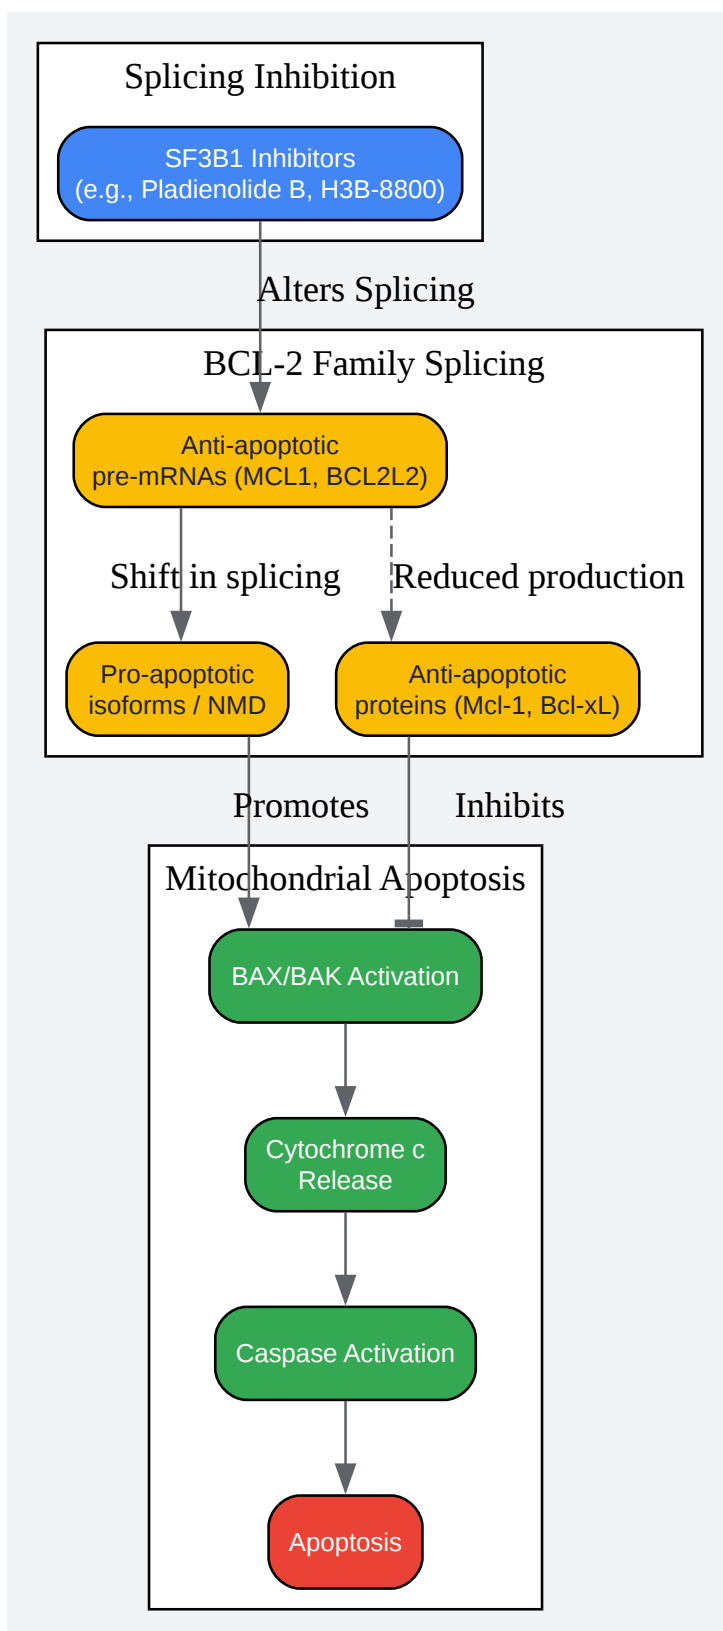 Splicing Inhibition
SF3B1 Inhibitors
(e.g., Pladienolide B, H3B-8800)
Alters Splicing
BCL-2 Family Splicing
Anti-apoptotic
pre-mRNAs (MCL1, BCL2L2)
Shift in splicing
Reduced production
Pro-apoptotic
isoforms / NMD
Anti-apoptotic
proteins (Mcl-1, Bcl-xL)
Promotes
Inhibits
Mitochondrial Apoptosis
BAX/BAK Activation
Cytochrome c
Release
Caspase Activation
Apoptosis